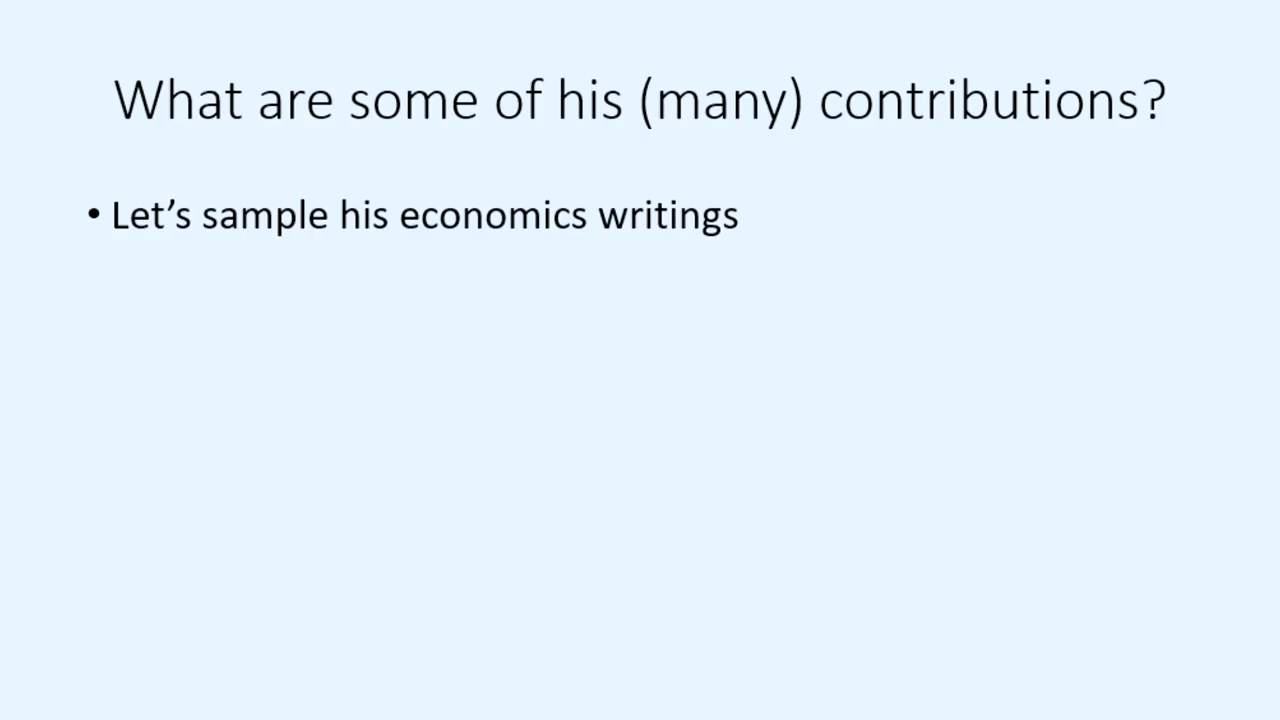 What are some of his (many) contributions?
• Let’s sample his economics writings